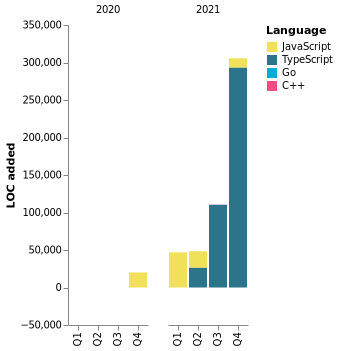 2020 2021
Language
JavaScript
TypeScript
Go
C++
LOC added
350,000
300,000
250,000
200,000
150,000
100,000
50,000
0
−50,000
Q1 Q2 Q3 Q4 Q1 Q2 Q3 Q4